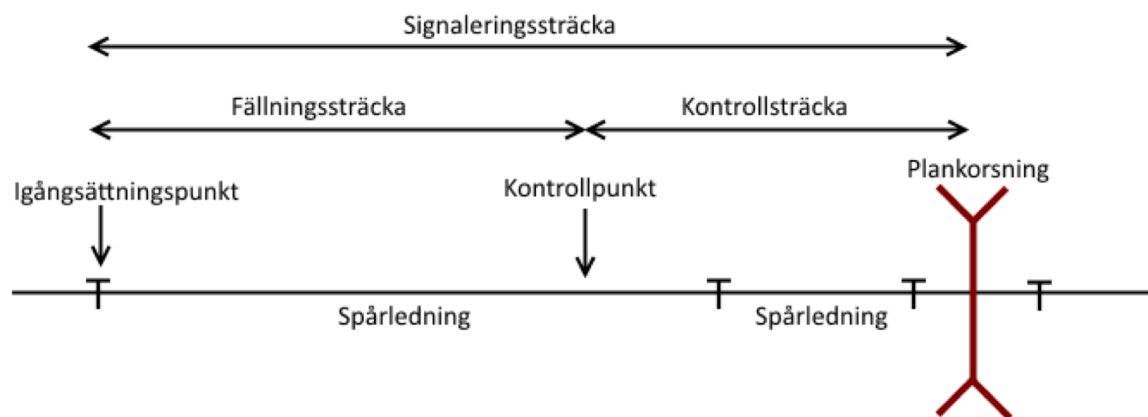 Signaleringssträcka
Fällningssträcka
Kontrollsträcka
Igångsättningspunkt
Kontrollpunkt
Plankorsning
Spårledning
Spårledning